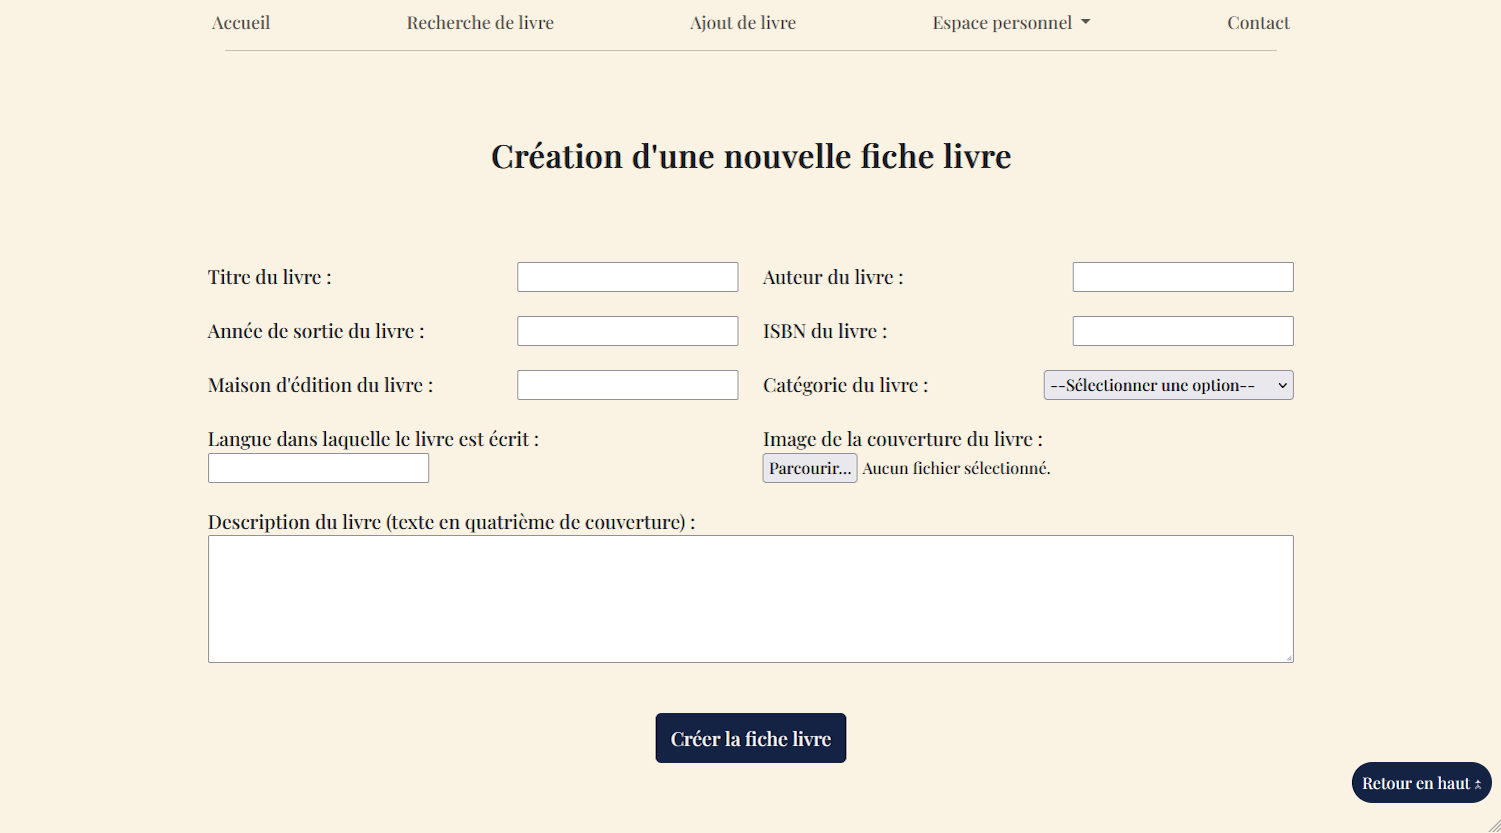 Accueil Recherche de livre Ajout de livre Espace personnel Contact
Création d'une nouvelle fiche livre
Titre du livre : Auteur du livre :
Année de sortie du livre : ISBN du livre :
Maison d'édition du livre : Catégorie du livre : --Sélectionner une option--
Langue dans laquelle le livre est écrit : Image de la couverture du livre :
Parcourir... Aucun fichier sélectionné.
Description du livre (texte en quatrième de couverture) :
Créer la fiche livre
Retour en haut